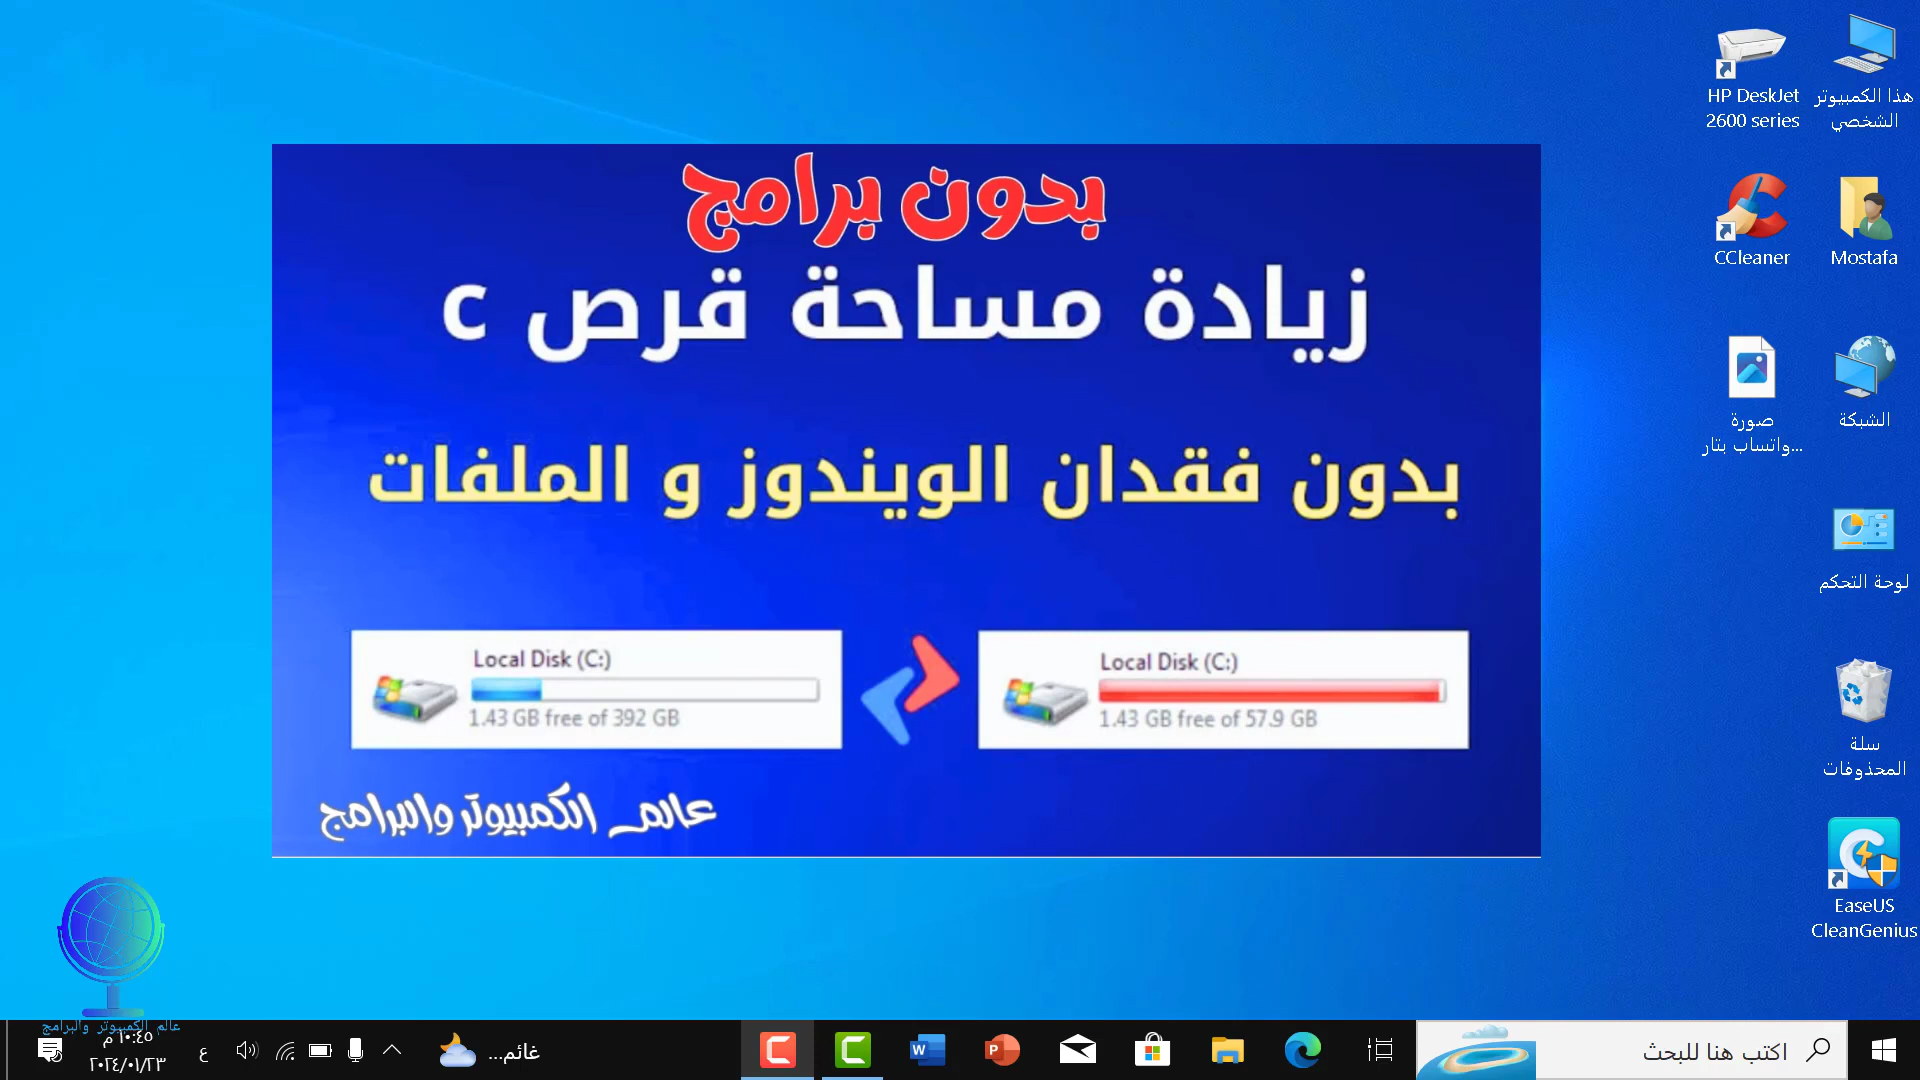 بدون برامج
زيادة مساحة قرص c
بدون فقدان الويندوز و الملفات
Local Disk (C:)
1.43 GB free of 57.9 GB
Local Disk (C:)
1.43 GB free of 392 GB
عالم الكمبيوتر والبرامج
هذا الكمبيوتر
الشخصي
HP DeskJet
2600 series
Mostafa
CCleaner
الشبكة
صورة
واتساب بتار...
لوحة التحكم
سلة
المحذوفات
EaseUS
CleanGenius
عالم الكمبيوتر والبرامج
اكتب هنا للبحث
غائم...
ع
١٠:٤٥ م
٢٠٢٤/٠١/٢٣